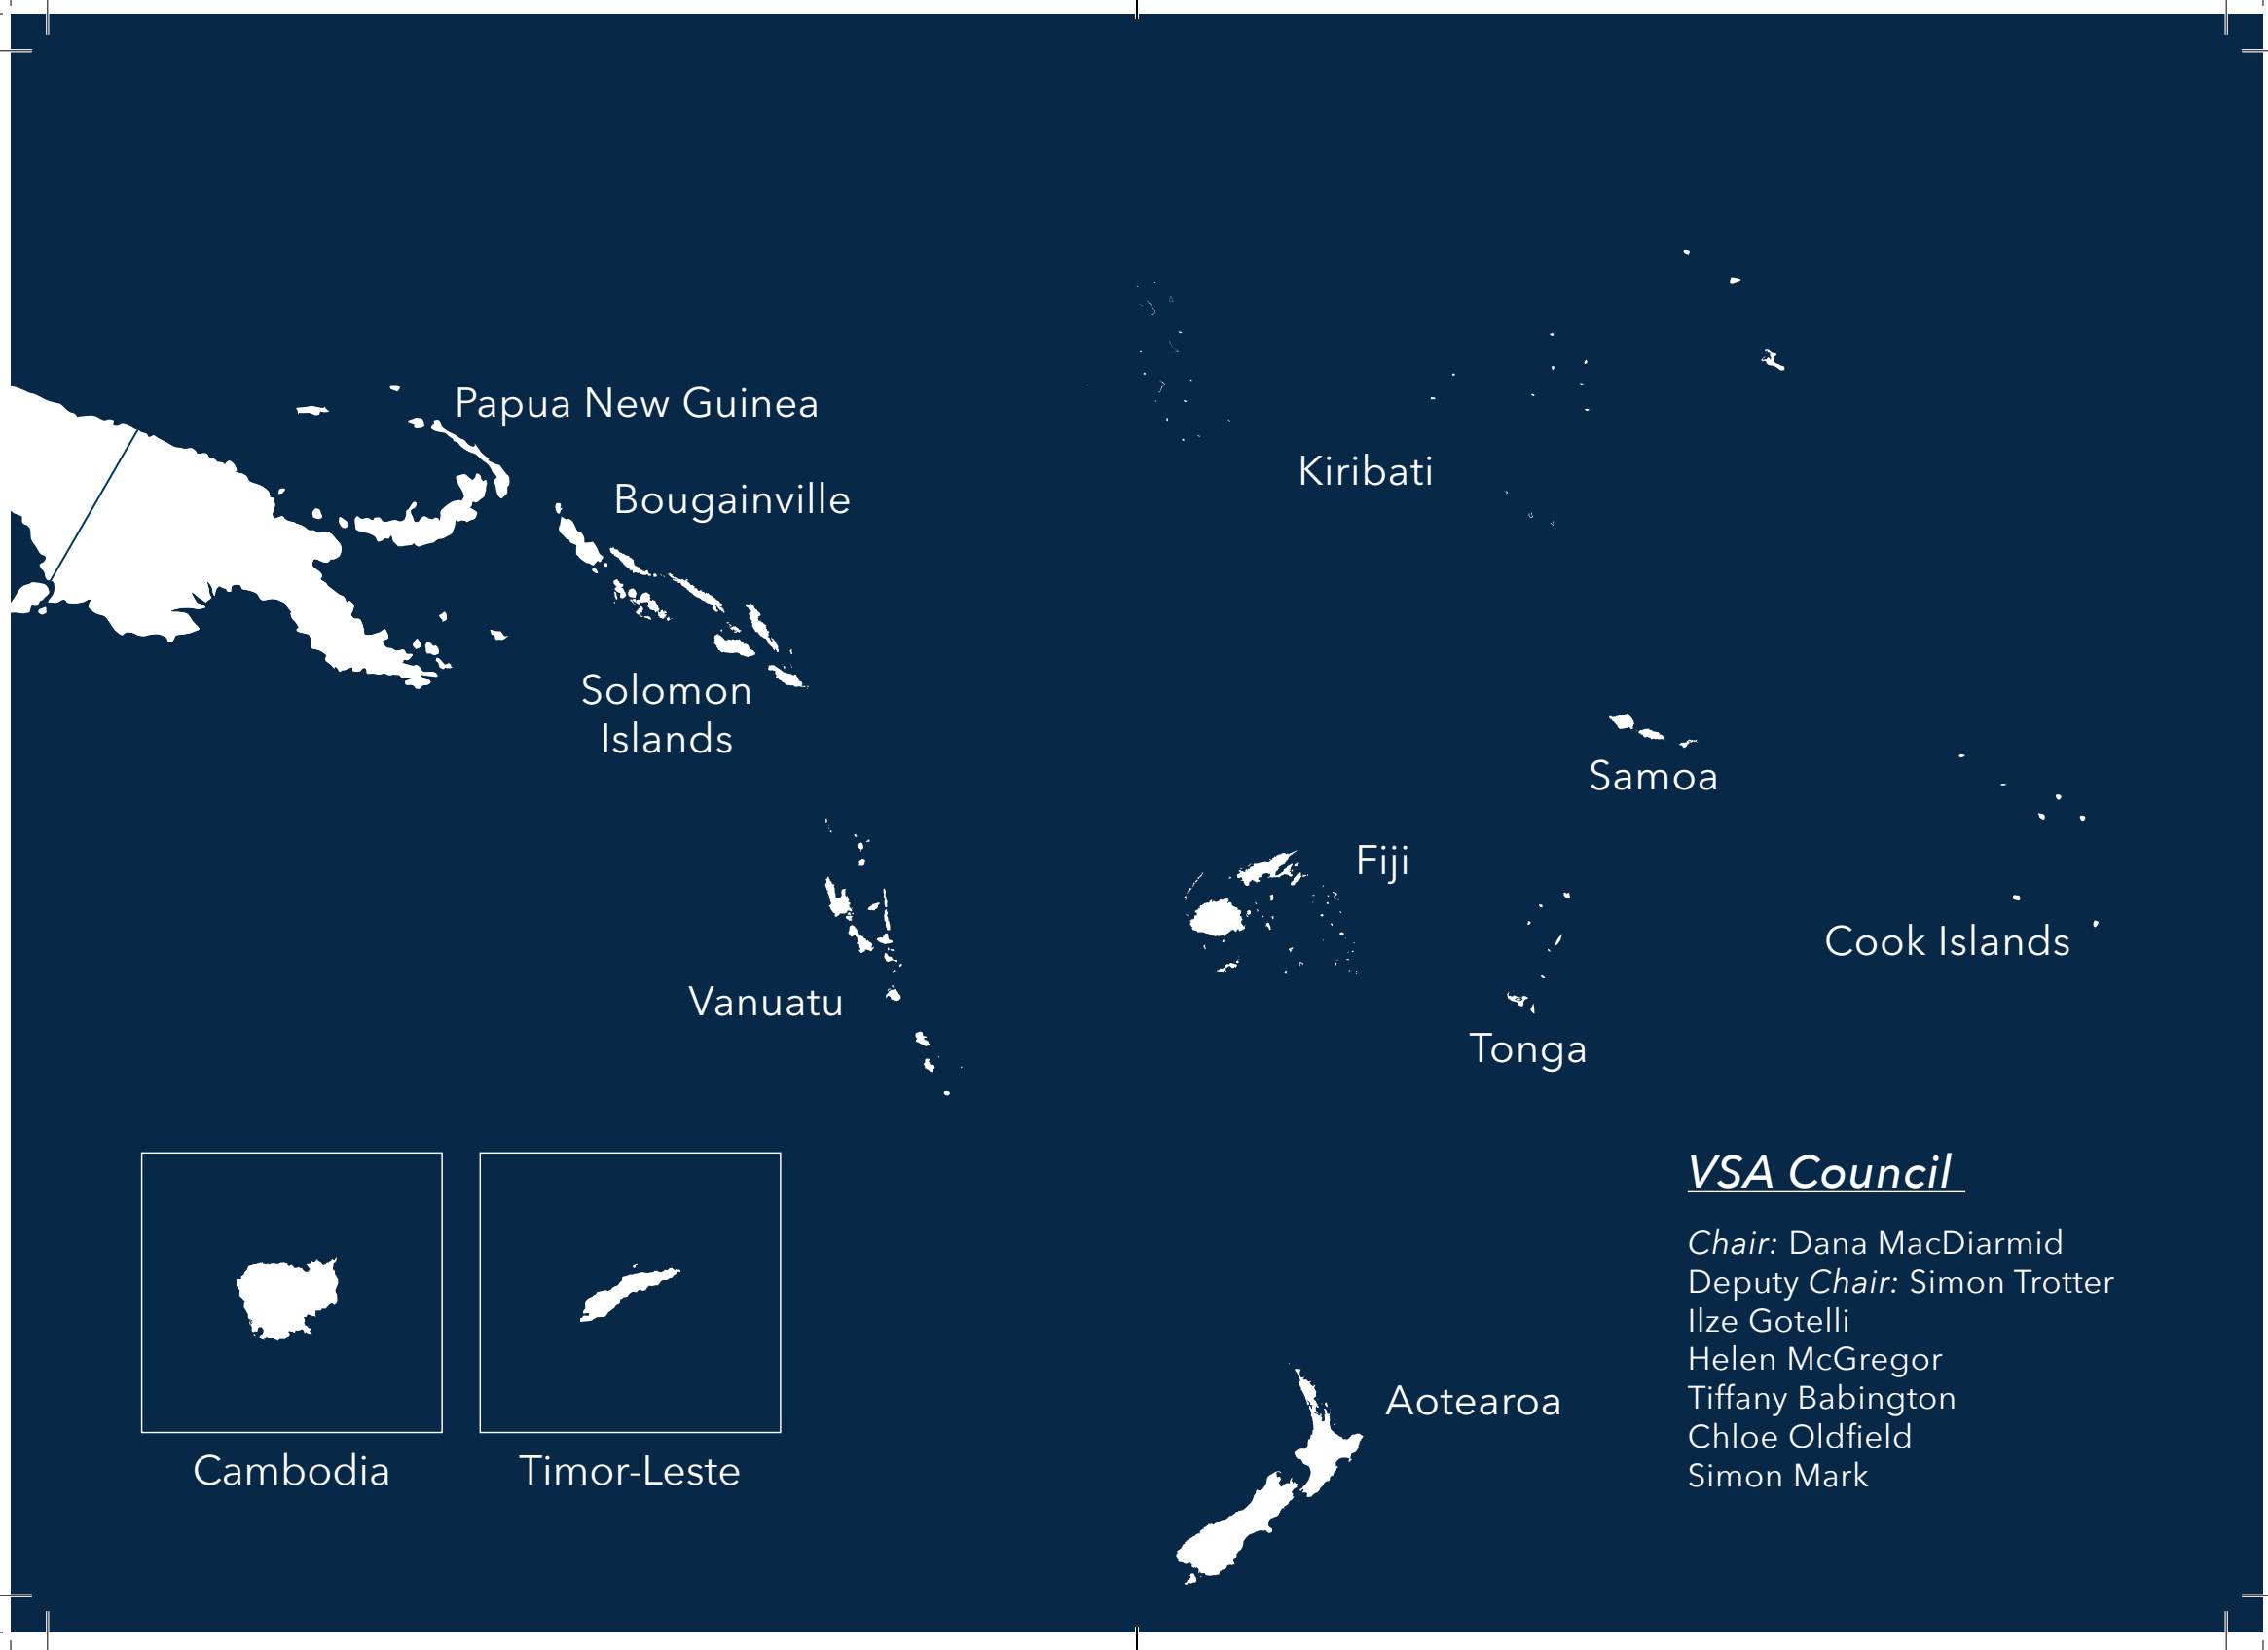 Papua New Guinea
Bougainville
Kiribati
Solomon
Islands
Samoa
Fiji
Cook Islands
Vanuatu
Tonga
VSA Council
Chair: Dana MacDiarmid
Deputy Chair: Simon Trotter
Ilze Gotelli
Helen McGregor
Tiffany Babington
Chloe Oldfield
Simon Mark
Aotearoa
Cambodia
Timor-Leste